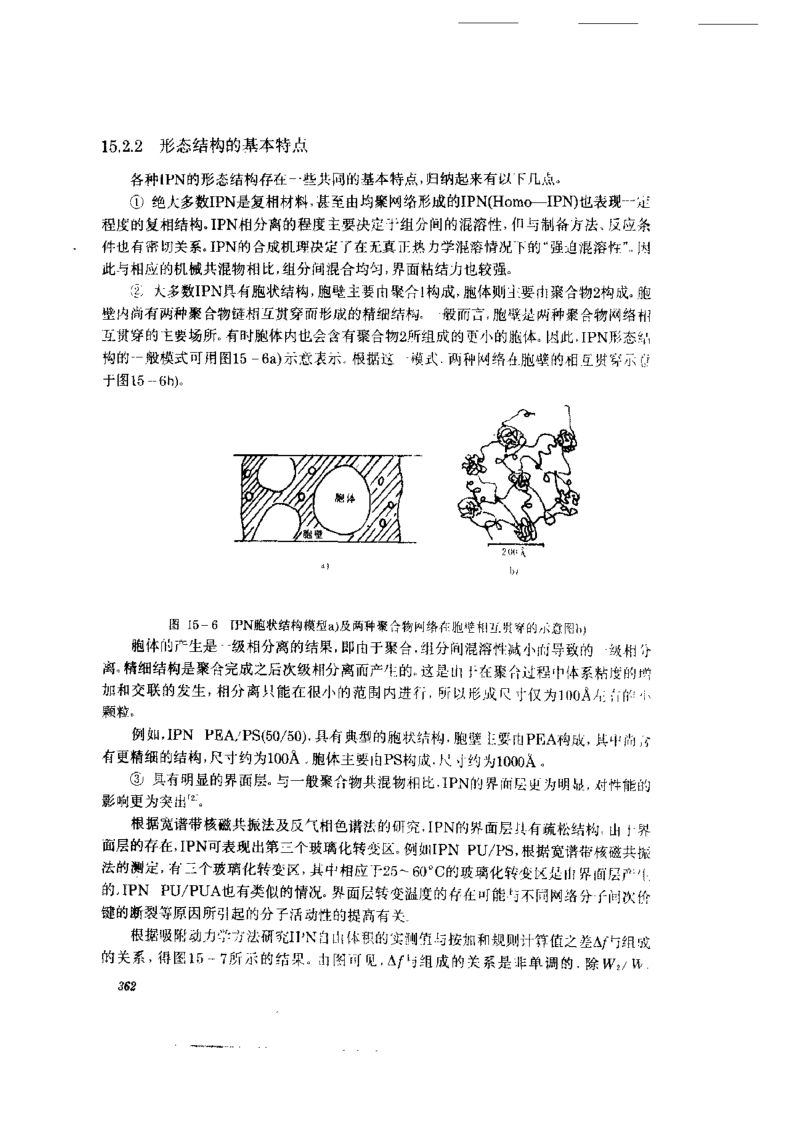 15.2.2 形态结构的基本特点
各种IPN的形态结构存在一些共同的基本特点,归纳起来有以下几点。
① 绝大多数IPN是复相材料,甚至由均聚网络形成的IPN(Homo—IPN)也表现一定
程度的复相结构。IPN相分离的程度主要决定于组分间的混溶性,但与制备方法、反应条
件也有密切关系。IPN的合成机理决定了在无真正热力学混溶情况下的“强迫混溶性”。因
此与相应的机械共混物相比,组分间混合均匀,界面粘结力也较强。
② 大多数IPN具有胞状结构,胞壁主要由聚合1构成,胞体则主要由聚合物2构成。胞
壁内尚有两种聚合物链相互贯穿而形成的精细结构。一般而言,胞壁是两种聚合物网络相
互贯穿的主要场所。有时胞体内也会含有聚合物2所组成的更小的胞体。因此,IPN形态结
构的一般模式可用图15-6a)示意表示。根据这一模式,两种网络在胞壁的相互贯穿示位
于图15-6b)。
胞体
胞壁
200Å
a)
b)
图 15-6 IPN胞状结构模型a)及两种聚合物网络在胞壁相互贯穿的示意图b)
胞体的产生是一级相分离的结果,即由于聚合,组分间混溶性减小而导致的一级相分
离。精细结构是聚合完成之后次级相分离而产生的。这是由于在聚合过程中体系粘度的增
加和交联的发生,相分离只能在很小的范围内进行,所以形成尺寸仅为100Å左右的小
颗粒。
例如,IPN PEA/PS(50/50),具有典型的胞状结构,胞壁主要由PEA构成,其中尚有
有更精细的结构,尺寸约为100Å,胞体主要由PS构成,尺寸约为1000Å。
③ 具有明显的界面层。与一般聚合物共混物相比,IPN的界面层更为明显,对性能的
影响更为突出[2]。
根据宽谱带核磁共振法及反气相色谱法的研究,IPN的界面层具有疏松结构,由于界
面层的存在,IPN可表现出第三个玻璃化转变区。例如IPN PU/PS,根据宽谱带核磁共振
法的测定,有三个玻璃化转变区,其中相应于25~60°C的玻璃化转变区是由界面层产生
的,IPN PU/PUA也有类似的情况。界面层转变温度的存在可能与不同网络分子间次价
键的断裂等原因所引起的分子活动性的提高有关.
根据吸附动力学方法研究IPN自由体积的实测值与按加和规则计算值之差Δf与组成
的关系,得图15-7所示的结果。由图可见,Δf与组成的关系是非单调的,除W₂/W
362